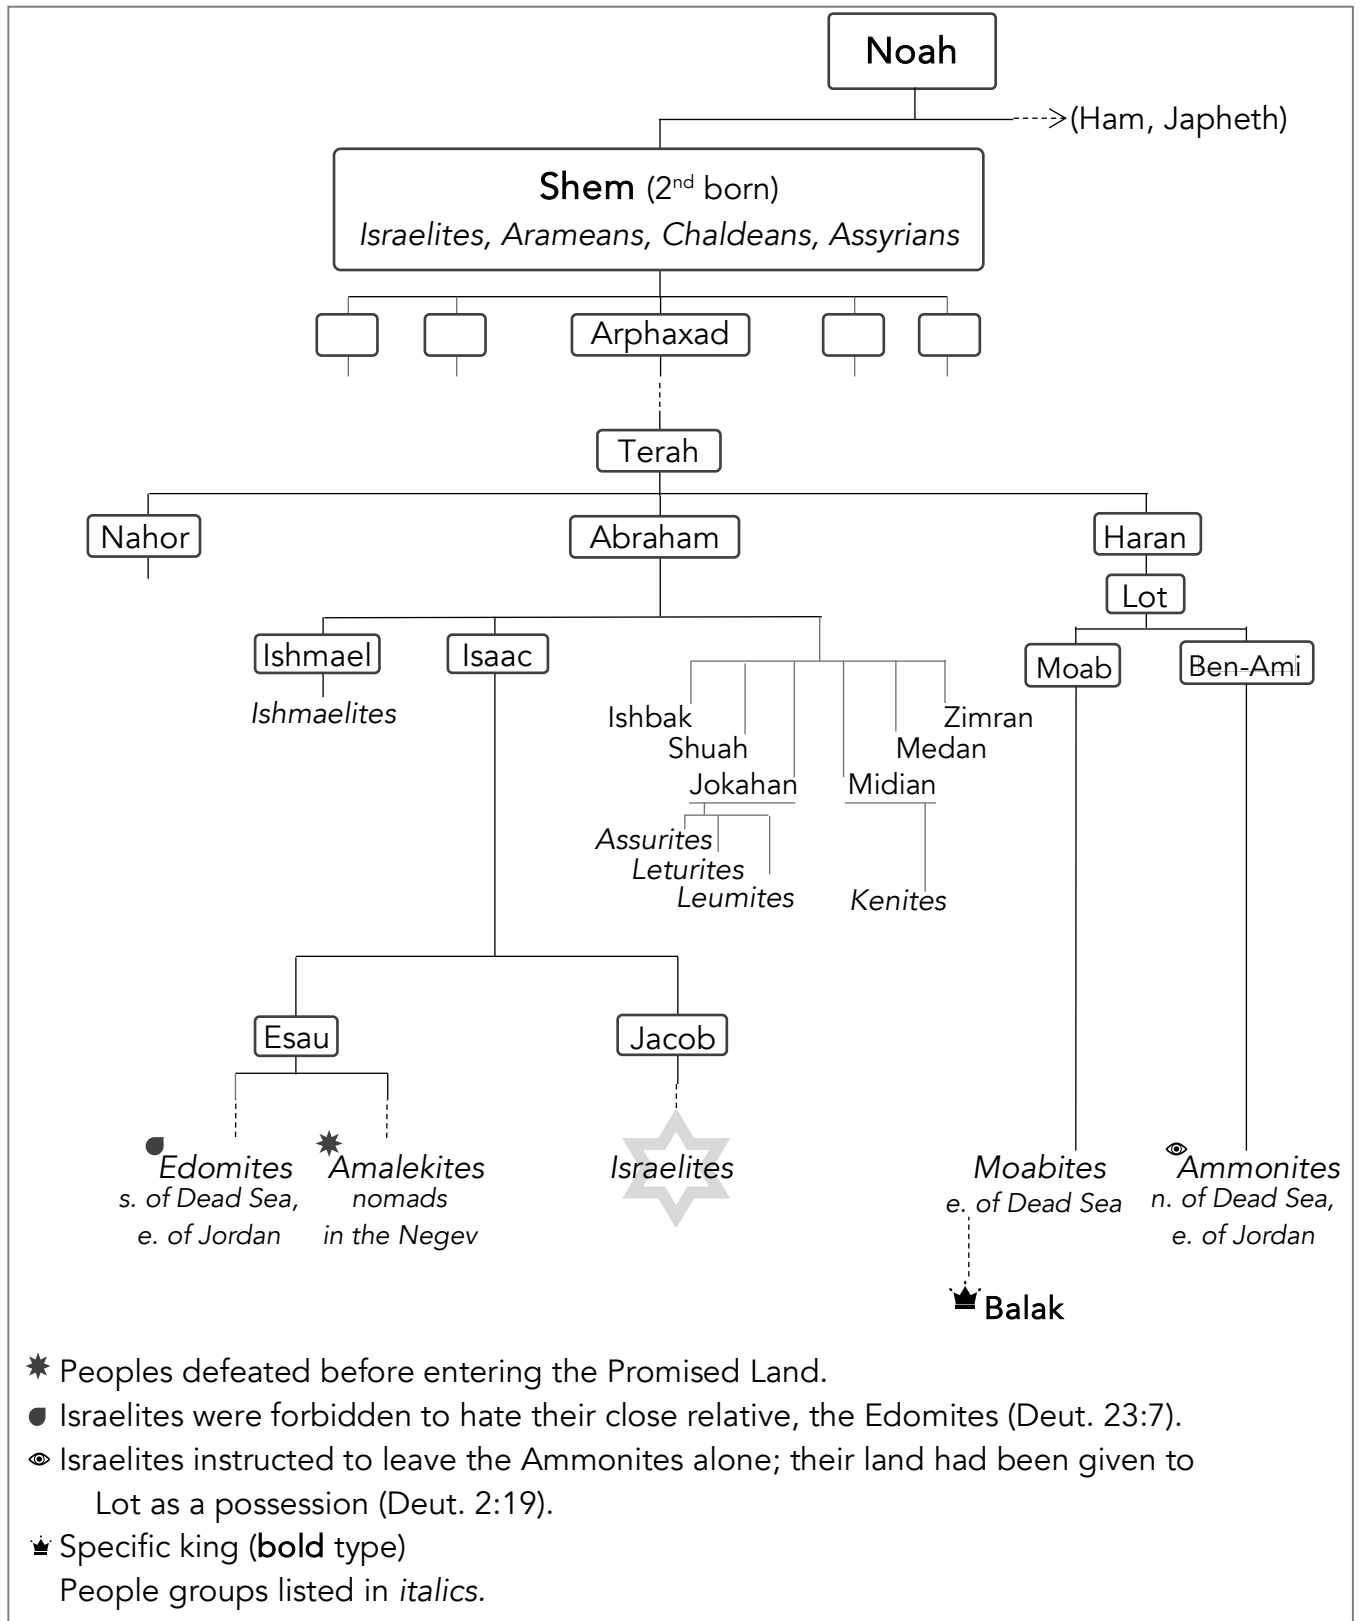 Noah
(Ham, Japheth)
Shem (2nd born)
Israelites, Arameans, Chaldeans, Assyrians
Arphaxad
Terah
Nahor
Abraham
Haran
Lot
Ishmael
Isaac
Moab
Ben-Ami
Ishmaelites
Ishbak
Zimran
Shuah
Medan
Jokahan
Midian
Assurites
Leturites
Leumites
Kenites
Esau
Jacob
Edomites
s. of Dead Sea,
e. of Jordan
Amalekites
nomads
in the Negev
Israelites
Moabites
e. of Dead Sea
Ammonites
n. of Dead Sea,
e. of Jordan
Balak
Peoples defeated before entering the Promised Land.
Israelites were forbidden to hate their close relative, the Edomites (Deut. 23:7).
Israelites instructed to leave the Ammonites alone; their land had been given to
Lot as a possession (Deut. 2:19).
Specific king (bold type)
People groups listed in italics.